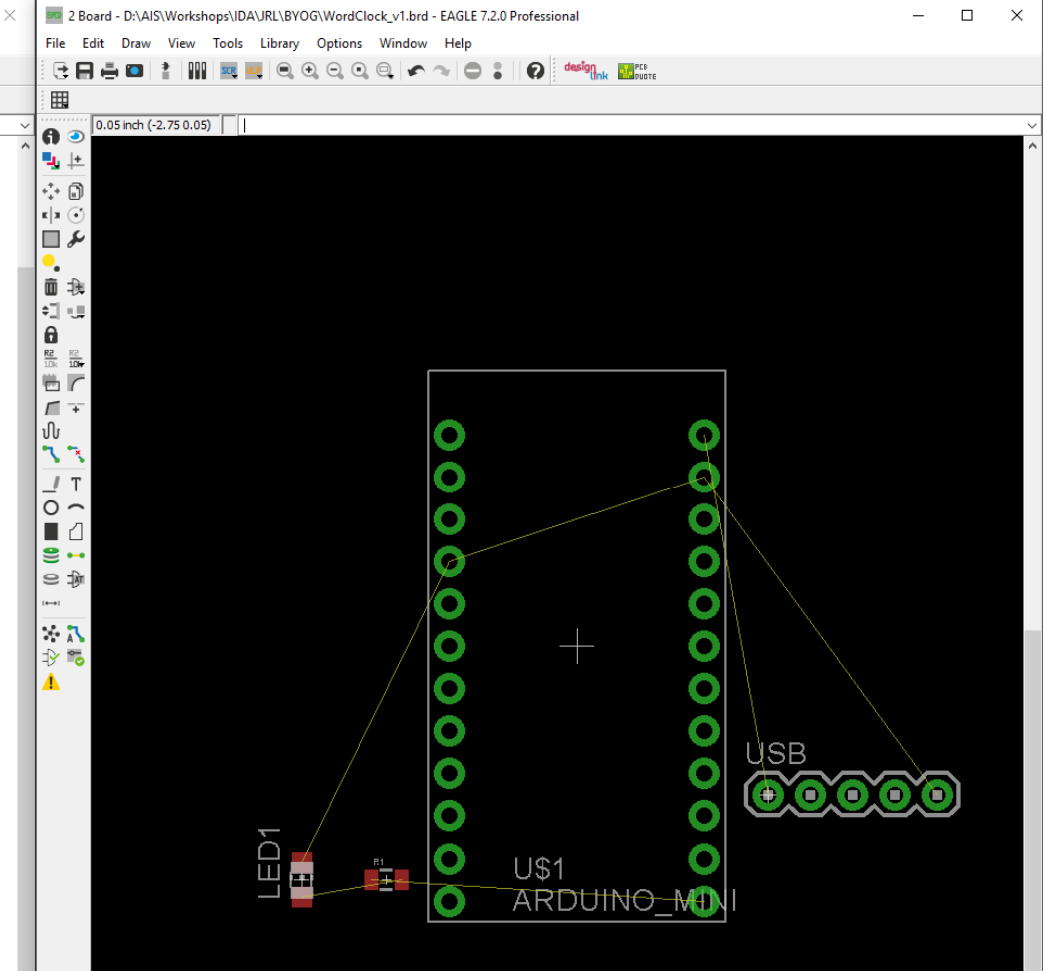 2 Board - D:\AIS\Workshops\IDA\JRL\BYOG\WordClock_v1.brd - EAGLE 7.2.0 Professional
File Edit Draw View Tools Library Options Window Help
SCR
design link
PCB QUOTE
0.05 inch (-2.75 0.05)
R2
10k
R2
10k
T
USB
LED1
R1
U$1
ARDUINO_MINI